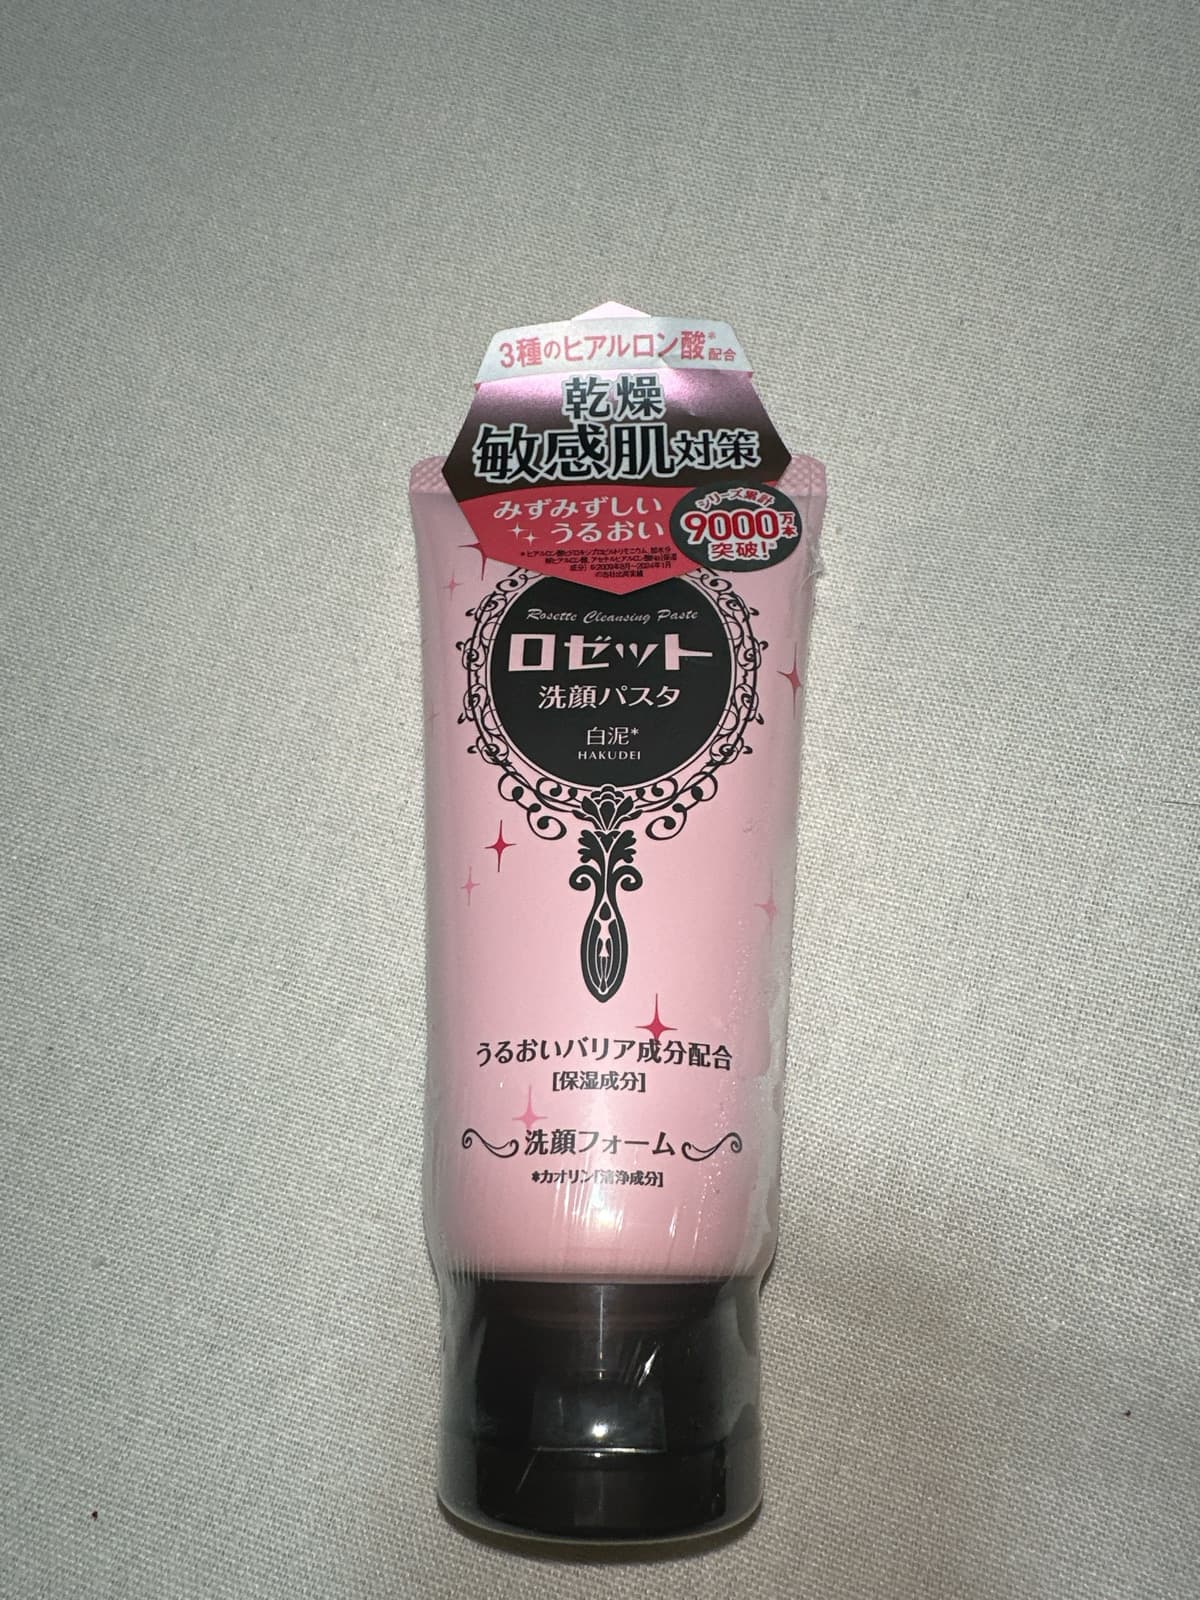 3種のヒアルロン酸*配合
乾燥
敏感肌対策
みずみずしい
うるおい
シリーズ累計
9000万本
突破!
Rosette Cleansing Paste
ロゼット
洗顔パスタ
白泥*
HAKUDEI
うるおいバリア成分配合
[保湿成分]
洗顔フォーム
*カオリン[清浄成分]